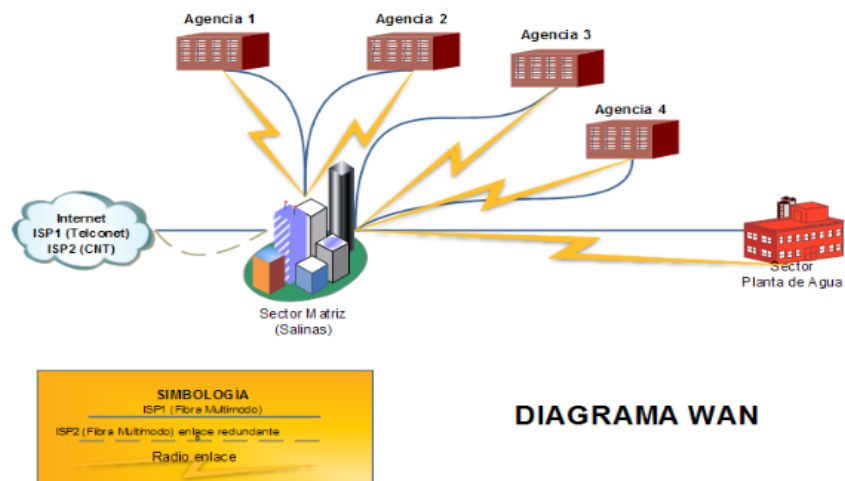 Agencia 1
Agencia 2
Agencia 3
Agencia 4
Internet
ISP1 (Telconet)
ISP2 (CNT)
Sector Matriz
(Salinas)
Sector
Planta de Agua
SIMBOLOGÌA
ISP1 (Fibra Multimodo)
ISP2 (Fibra Multimodo) enlace redundante
Radio enlace
DIAGRAMA WAN